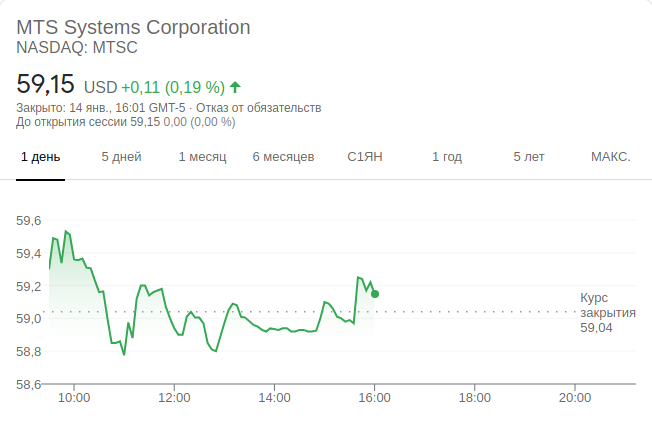 MTS Systems Corporation
NASDAQ: MTSC
59,15 USD +0,11 (0,19 %)
Закрыто: 14 янв., 16:01 GMT-5 · Отказ от обязательств
До открытия сессии 59,15 0,00 (0,00 %)
1 день 5 дней 1 месяц 6 месяцев С1ЯН 1 год 5 лет МАКС.
59,6
59,4
59,2
59,0
58,8
58,6
Курс
закрытия
59,04
10:00 12:00 14:00 16:00 18:00 20:00